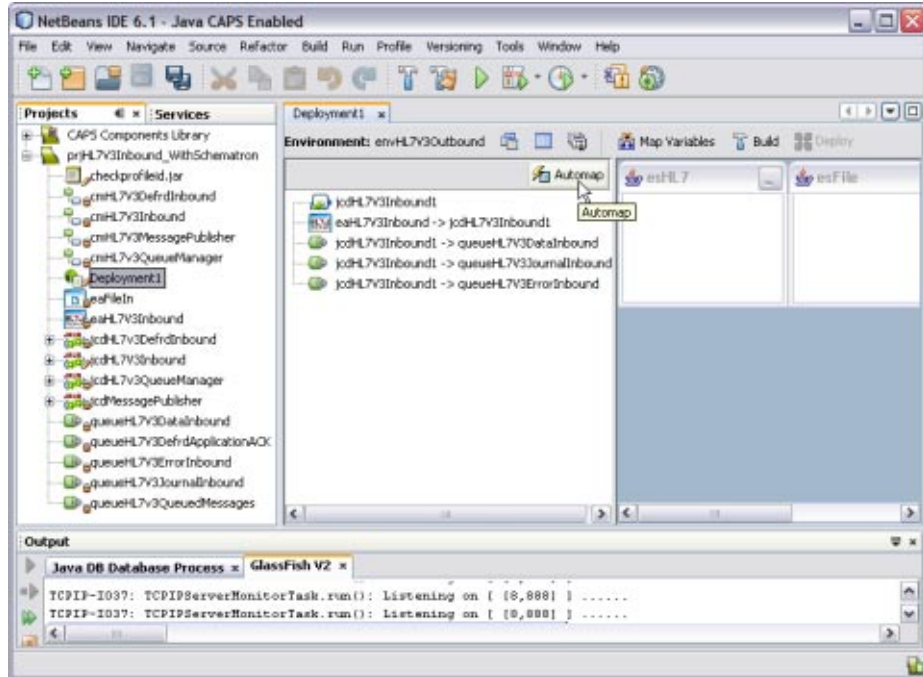 NetBeans IDE 6.1 - Java CAPS Enabled
File Edit View Navigate Source Refactor Build Run Profile Versioning Tools Window Help
Projects
Services
CAPS Components Library
prjHL7V3Inbound_WithSchematron
checkprofileid.jar
cmHL7V3DefrdInbound
cmHL7V3Inbound
cmHL7V3MessagePublisher
cmHL7v3QueueManager
Deployment1
eaFileIn
eaHL7V3Inbound
jcdHL7v3DefrdInbound
jcdHL7V3Inbound
jcdHL7v3QueueManager
jcdMessagePublisher
queueHL7V3DataInbound
queueHL7V3DefrdApplicationACK
queueHL7V3ErrorInbound
queueHL7V3JournalInbound
queueHL7v3QueuedMessages
Deployment1
Environment: envHL7V3Outbound
Map Variables Build Deploy
Automap
Automap
jcdHL7V3Inbound1
eaHL7V3Inbound -> jcdHL7V3Inbound1
jcdHL7V3Inbound1 -> queueHL7V3DataInbound
jcdHL7V3Inbound1 -> queueHL7V3JournalInbound
jcdHL7V3Inbound1 -> queueHL7V3ErrorInbound
esHL7
esFile
Output
Java DB Database Process
GlassFish V2
TCPIP-I037: TCPIPServerMonitorTask.run(): Listening on [ [8,888] ] ......
TCPIP-I037: TCPIPServerMonitorTask.run(): Listening on [ ] ......